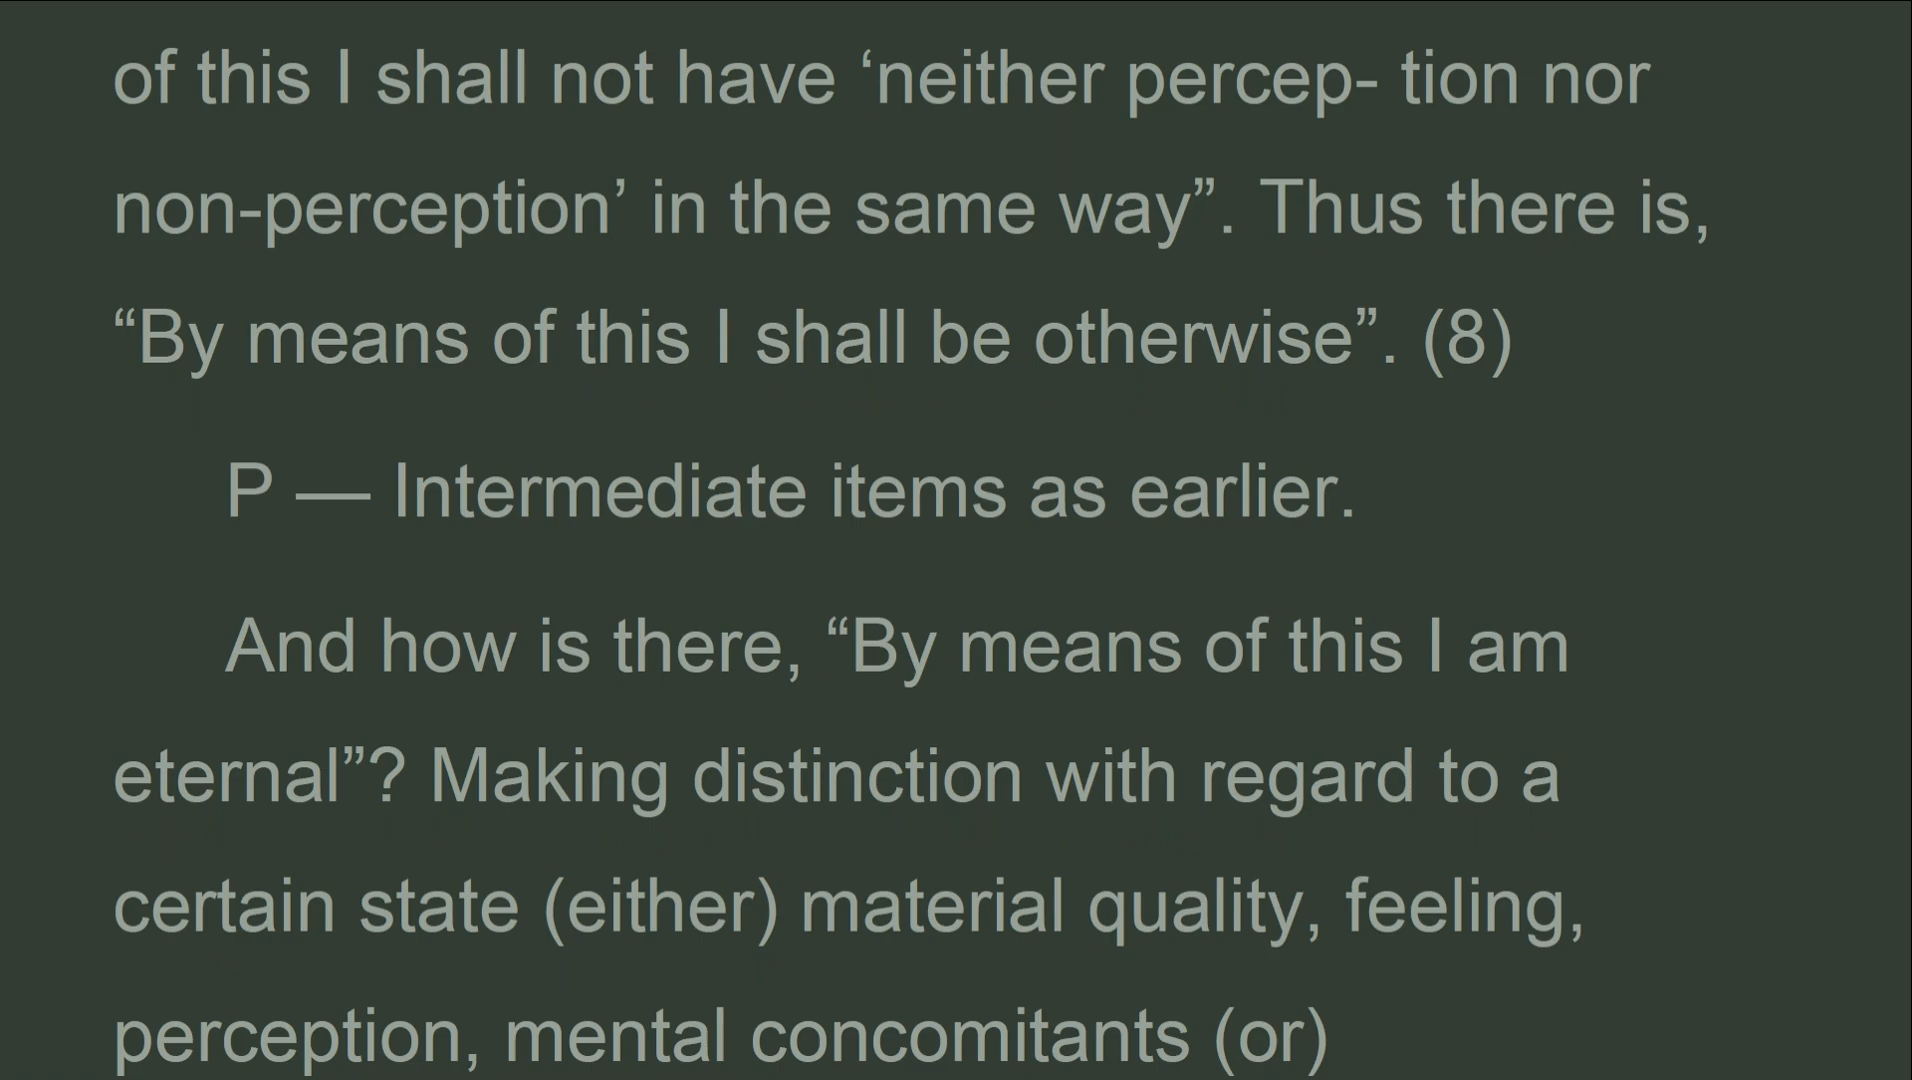 of this I shall not have ‘neither percep- tion nor
non-perception’ in the same way”. Thus there is,
“By means of this I shall be otherwise”. (8)
P — Intermediate items as earlier.
And how is there, “By means of this I am
eternal”? Making distinction with regard to a
certain state (either) material quality, feeling,
perception, mental concomitants (or)